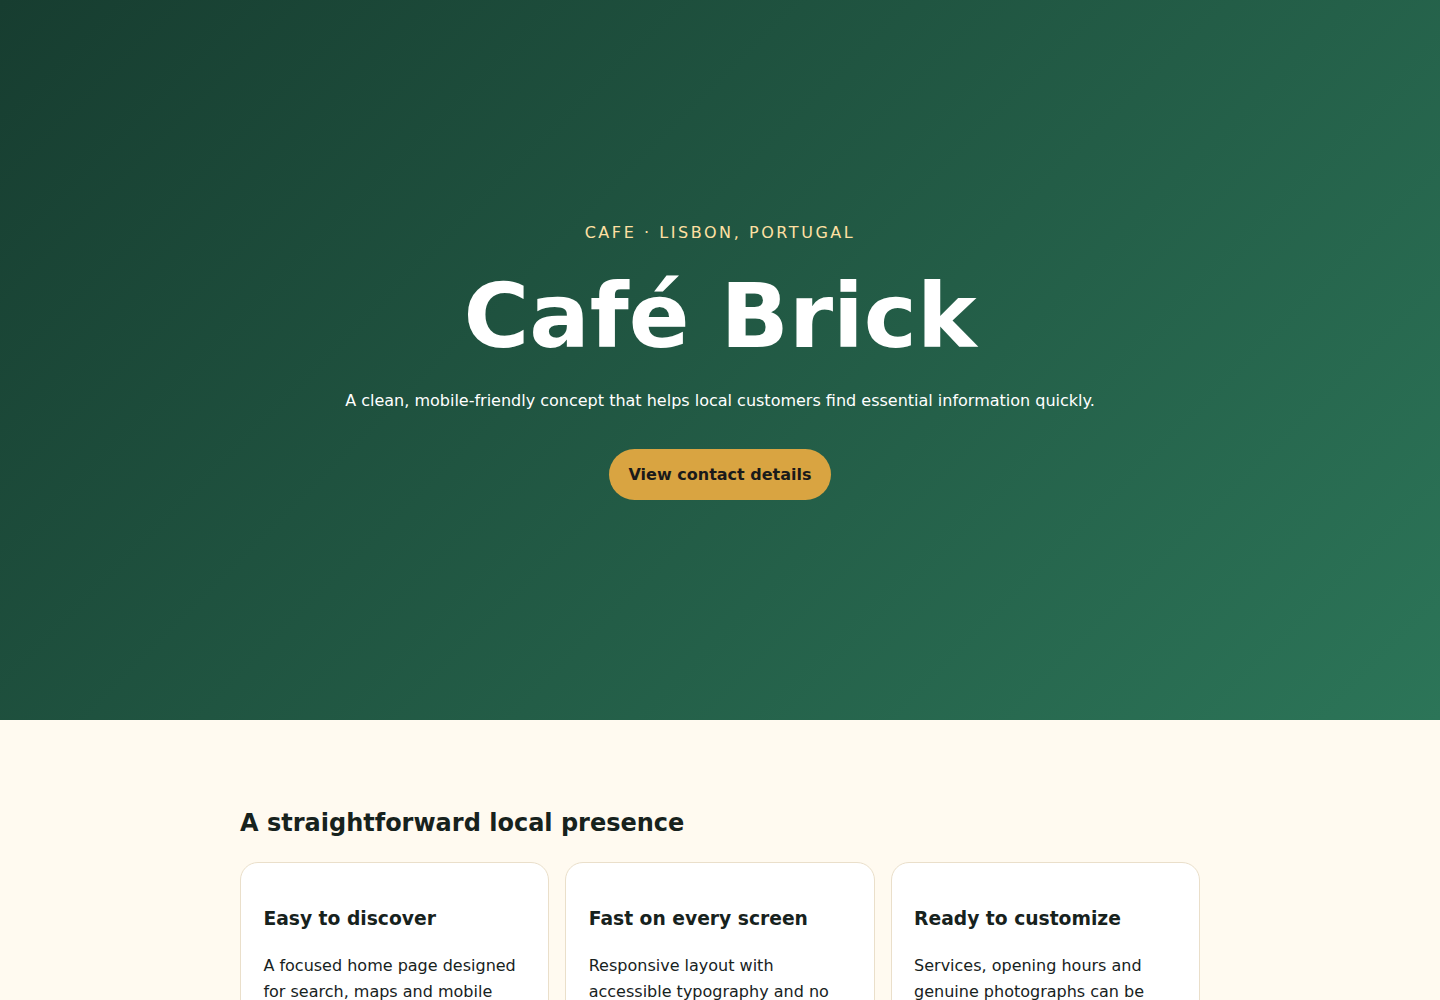 CAFE · LISBON, PORTUGAL
Café Brick
A clean, mobile-friendly concept that helps local customers find essential information quickly.
View contact details
A straightforward local presence
Easy to discover
A focused home page designed
for search, maps and mobile
Fast on every screen
Responsive layout with
accessible typography and no
Ready to customize
Services, opening hours and
genuine photographs can be